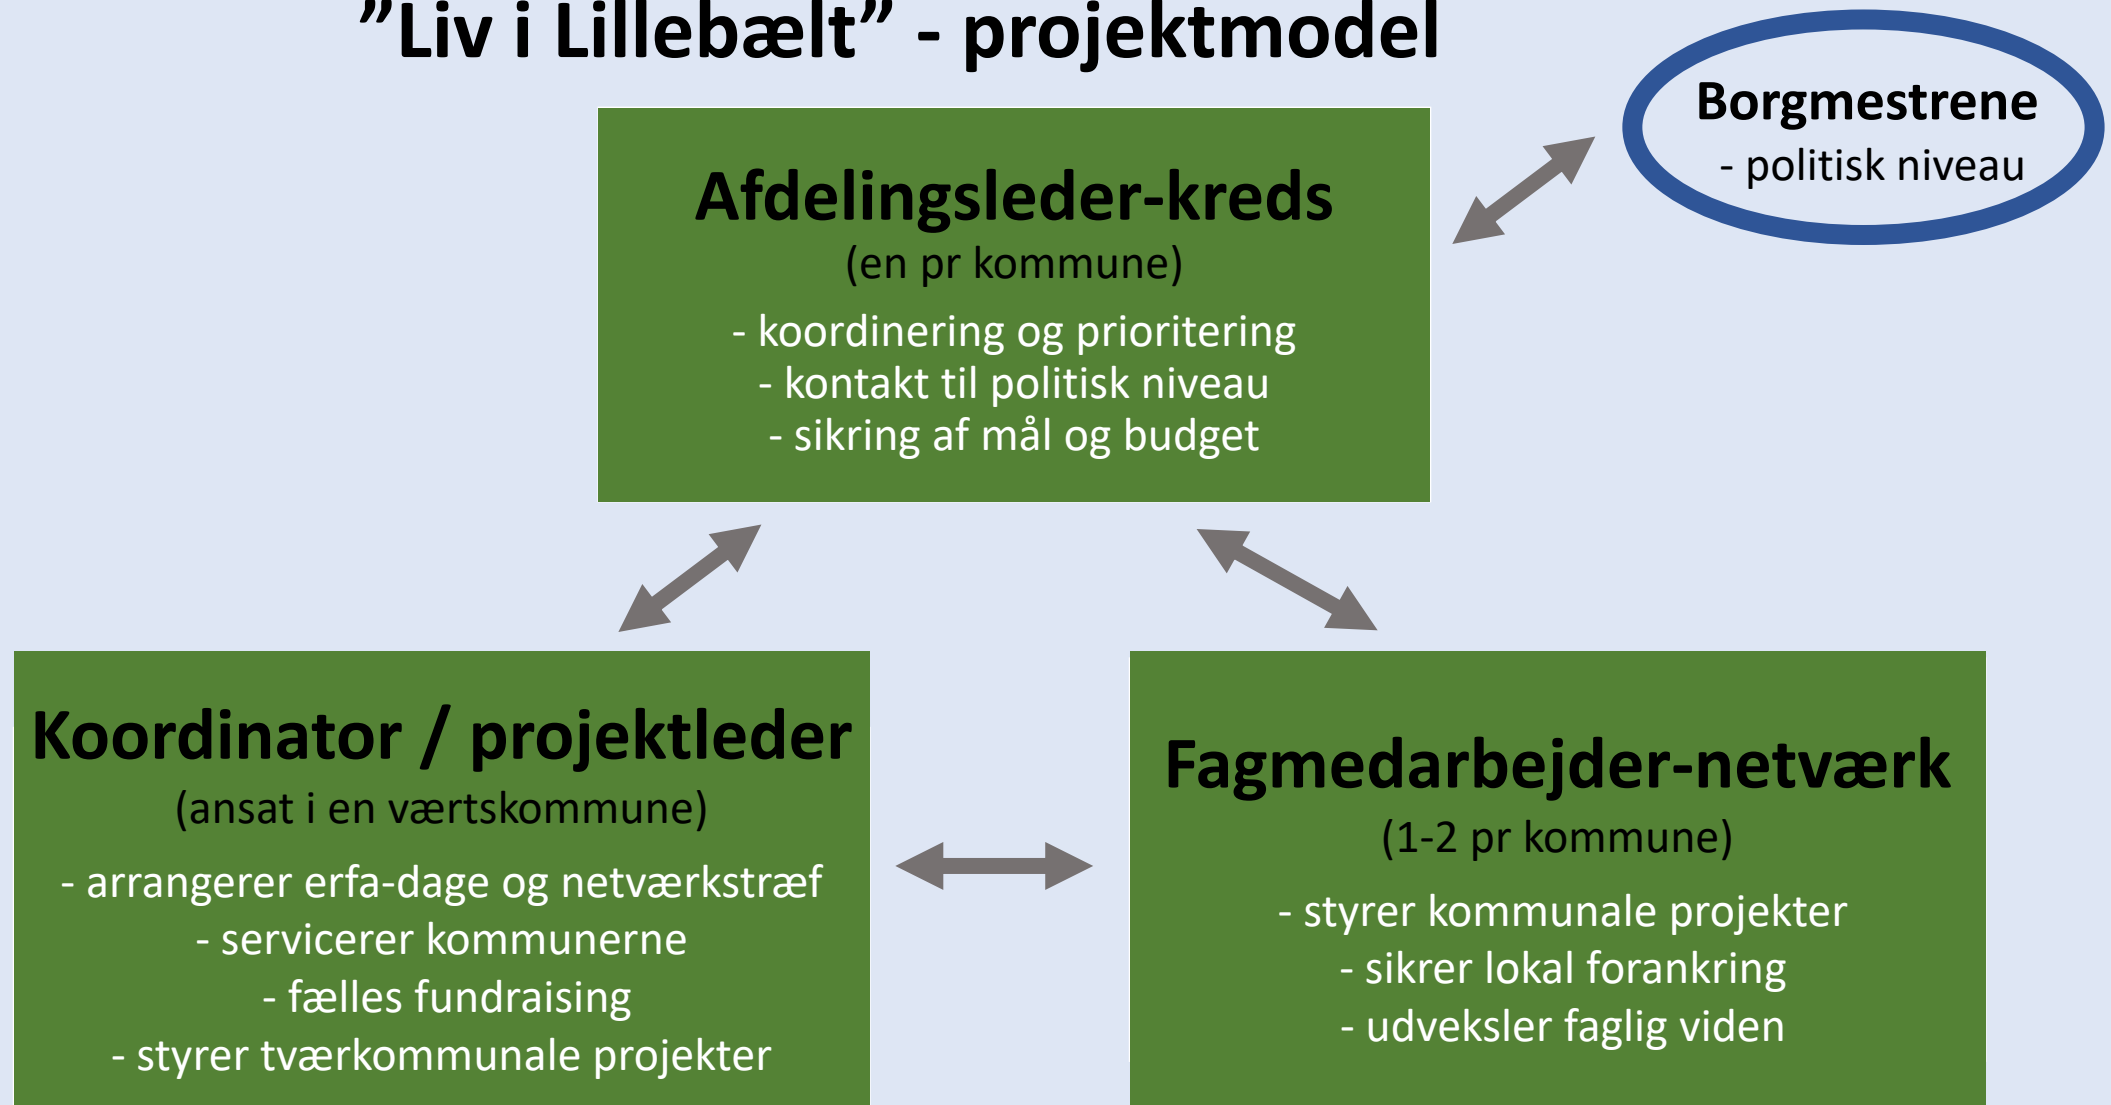 ”Liv i Lillebælt” - projektmodel
Borgmestrene
- politisk niveau
Afdelingsleder-kreds
(en pr kommune)
- koordinering og prioritering
- kontakt til politisk niveau
- sikring af mål og budget
Koordinator / projektleder
(ansat i en værtskommune)
- arrangerer erfa-dage og netværkstræf
- servicerer kommunerne
- fælles fundraising
- styrer tværkommunale projekter
Fagmedarbejder-netværk
(1-2 pr kommune)
- styrer kommunale projekter
- sikrer lokal forankring
- udveksler faglig viden